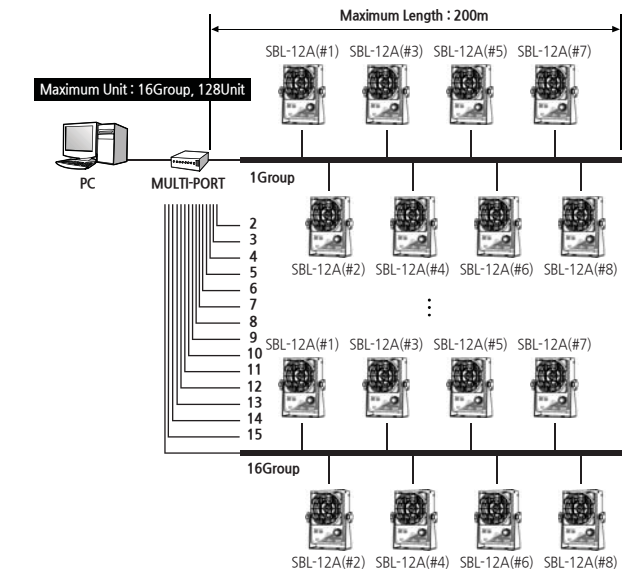 Maximum Length : 200m
SBL-12A(#1) SBL-12A(#3) SBL-12A(#5) SBL-12A(#7)
Maximum Unit : 16Group, 128Unit
PC
MULTI-PORT
1Group
SBL-12A(#2) SBL-12A(#4) SBL-12A(#6) SBL-12A(#8)
2
3
4
5
6
7
8
9
10
11
12
13
14
15
SBL-12A(#1) SBL-12A(#3) SBL-12A(#5) SBL-12A(#7)
16Group
SBL-12A(#2) SBL-12A(#4) SBL-12A(#6) SBL-12A(#8)